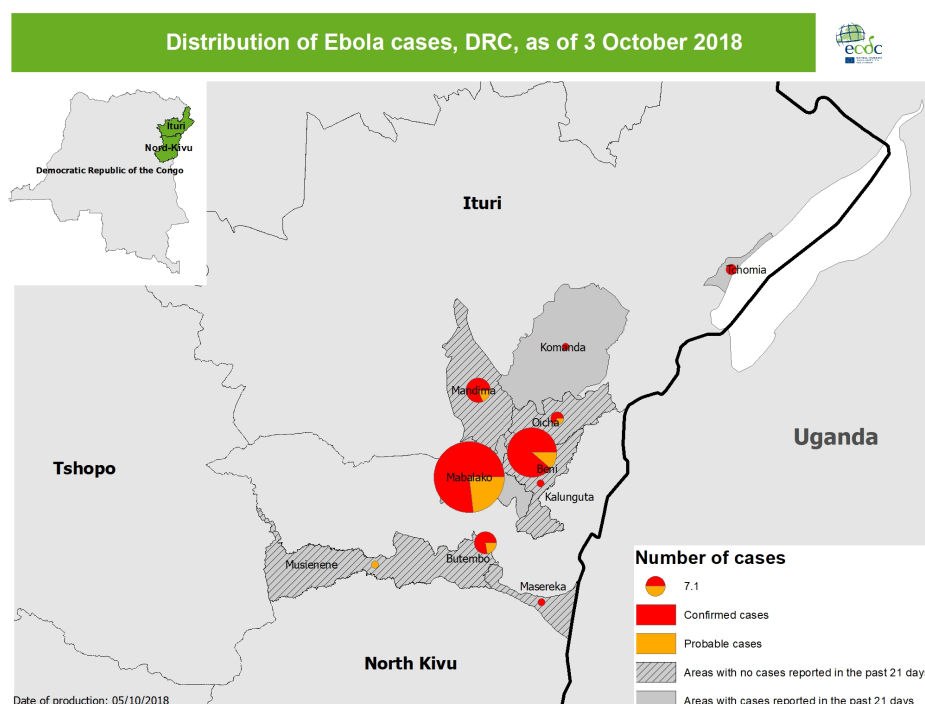 Distribution of Ebola cases, DRC, as of 3 October 2018
ecdc
Ituri
Nord-Kivu
Democratic Republic of the Congo
Ituri
Tchomia
Komanda
Mandima
Oicha
Uganda
Tshopo
Beni
Mabalako
Kalunguta
Butembo
Musienene
Masereka
North Kivu
Number of cases
7.1
Confirmed cases
Probable cases
Areas with no cases reported in the past 21 day
Areas with cases reported in the past 21 days
Date of production: 05/10/2018